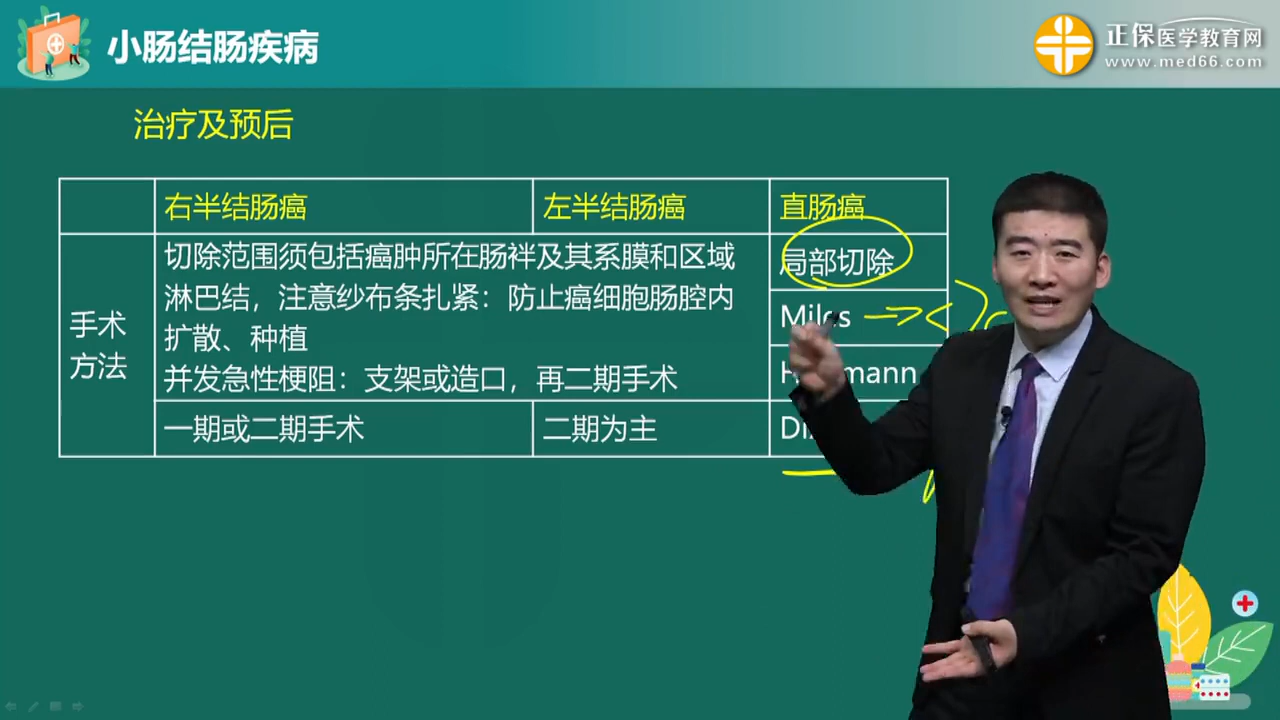 小肠结肠疾病
正保医学教育网
www.med66.com
治疗及预后
右半结肠癌
左半结肠癌
直肠癌
手术
方法
切除范围须包括癌肿所在肠袢及其系膜和区域
淋巴结，注意纱布条扎紧：防止癌细胞肠腔内
扩散、种植
并发急性梗阻：支架或造口，再二期手术
局部切除
Miles
一期或二期手术
二期为主